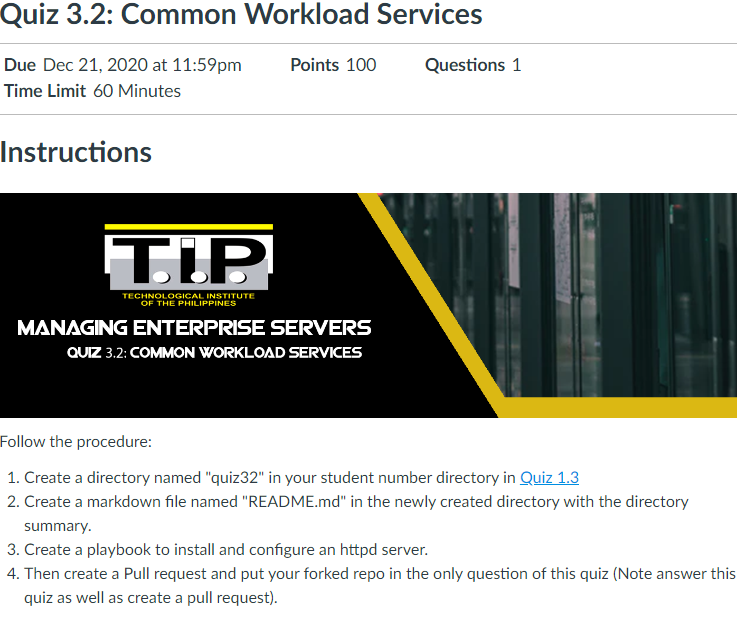 Quiz 3.2: Common Workload Services
Due Dec 21, 2020 at 11:59pm Points 100 Questions 1
Time Limit 60 Minutes
Instructions
T.I.P.
TECHNOLOGICAL INSTITUTE
OF THE PHILIPPINES
MANAGING ENTERPRISE SERVERS
QUIZ 3.2: COMMON WORKLOAD SERVICES
Follow the procedure:
1. Create a directory named "quiz32" in your student number directory in Quiz 1.3
2. Create a markdown file named "README.md" in the newly created directory with the directory
summary.
3. Create a playbook to install and configure an httpd server.
4. Then create a Pull request and put your forked repo in the only question of this quiz (Note answer this
quiz as well as create a pull request).